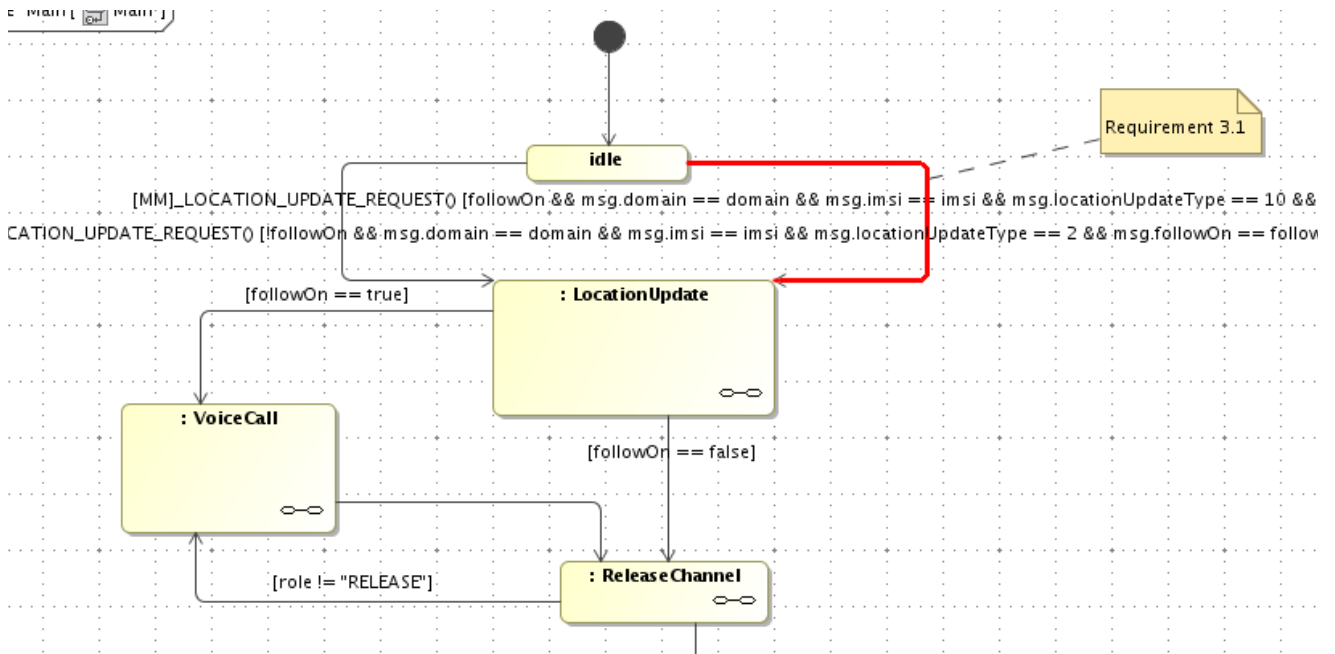 Main [ Main ]
idle
Requirement 3.1
[MM]_LOCATION_UPDATE_REQUEST() [followOn && msg.domain == domain && msg.imsi == imsi && msg.locationUpdateType == 10 &&
CATION_UPDATE_REQUEST() [!followOn && msg.domain == domain && msg.imsi == imsi && msg.locationUpdateType == 2 && msg.followOn == follow
: LocationUpdate
[followOn == true]
: VoiceCall
[followOn == false]
: ReleaseChannel
[role != "RELEASE"]